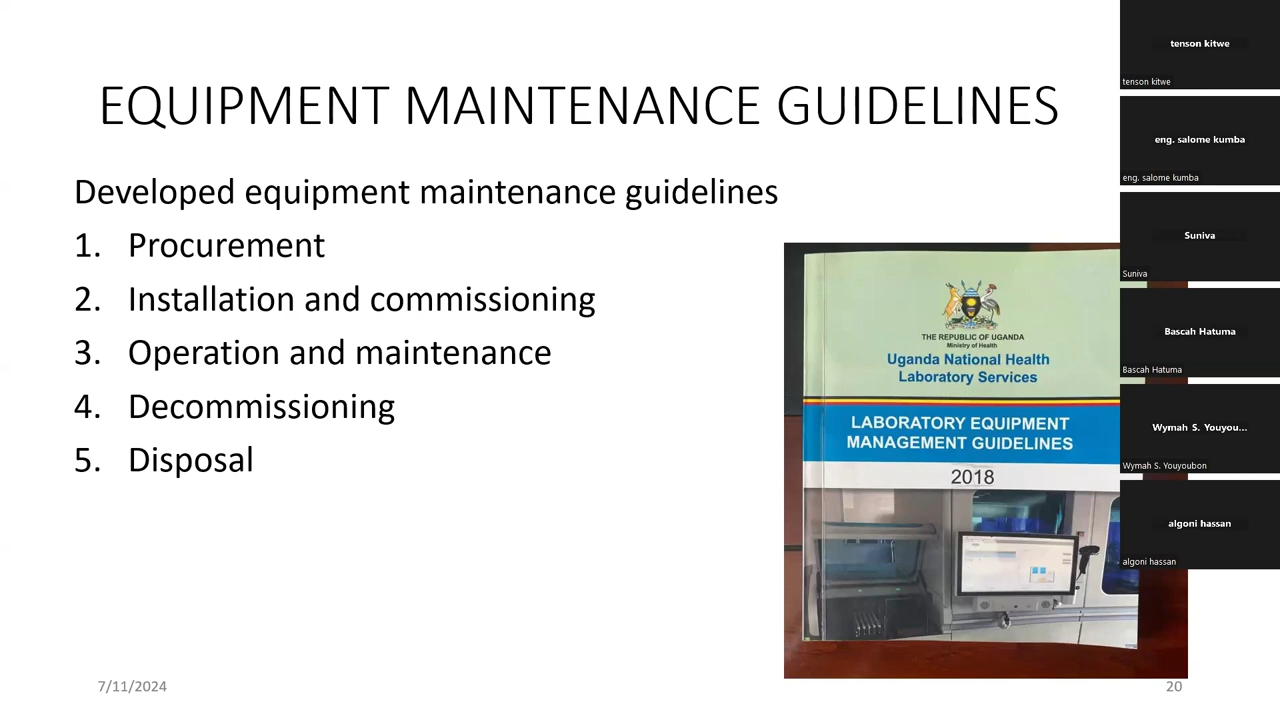 EQUIPMENT MAINTENANCE GUIDELINES
Developed equipment maintenance guidelines
1. Procurement
2. Installation and commissioning
3. Operation and maintenance
4. Decommissioning
5. Disposal
THE REPUBLIC OF UGANDA
Ministry of Health
Uganda National Health
Laboratory Services
LABORATORY EQUIPMENT
MANAGEMENT GUIDELINES
2018
7/11/2024
20
tenson kitwe
tenson kitwe
eng. salome kumba
eng. salome kumba
Suniva
Suniva
Bascah Hatuma
Bascah Hatuma
Wymah S. Youyou...
Wymah S. Youyoubon
algoni hassan
algoni hassan